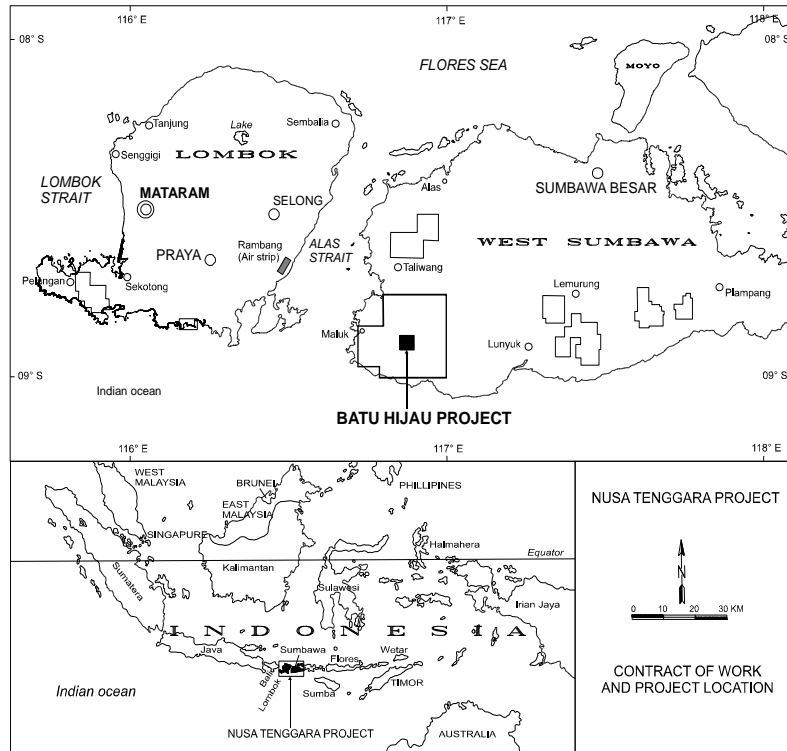 116° E
117° E
118° E
08° S
FLORES SEA
MOYO
Tanjung
Lake
Sembalia
Senggigi
LOMBOK
LOMBOK
STRAIT
MATARAM
SELONG
Alas
SUMBAWA BESAR
ALAS
STRAIT
WEST SUMBAWA
PRAYA
Rambang
(Air strip)
Taliwang
Pelangan
Sekotong
Lemurung
Plampang
Maluk
Lunyuk
09° S
Indian ocean
BATU HIJAU PROJECT
116° E
117° E
118° E
WEST
MALAYSIA
BRUNEI
PHILLIPINES
EAST
MALAYSIA
SINGAPURE
Halmahera
Equator
Sumatera
Kalimantan
Sulawesi
Irian Jaya
INDONESIA
Java
Sumbawa
Flores
Wetar
Bali
Lombok
Sumba
TIMOR
Indian ocean
NUSA TENGGARA PROJECT
AUSTRALIA
NUSA TENGGARA PROJECT
N
0 10 20 30 KM
CONTRACT OF WORK
AND PROJECT LOCATION